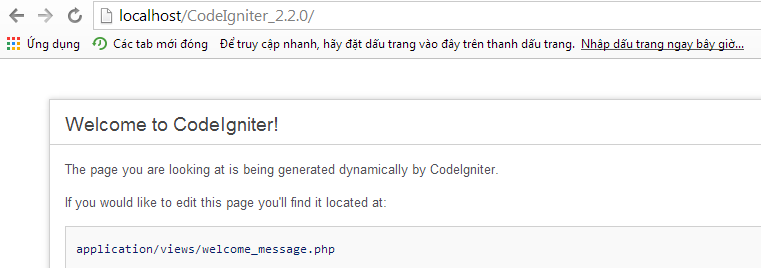 localhost/CodeIgniter_2.2.0/
Ứng dụng Các tab mới đóng Để truy cập nhanh, hãy đặt dấu trang vào đây trên thanh dấu trang. Nhập dấu trang ngay bây giờ...
Welcome to CodeIgniter!
The page you are looking at is being generated dynamically by CodeIgniter.
If you would like to edit this page you'll find it located at:
application/views/welcome_message.php